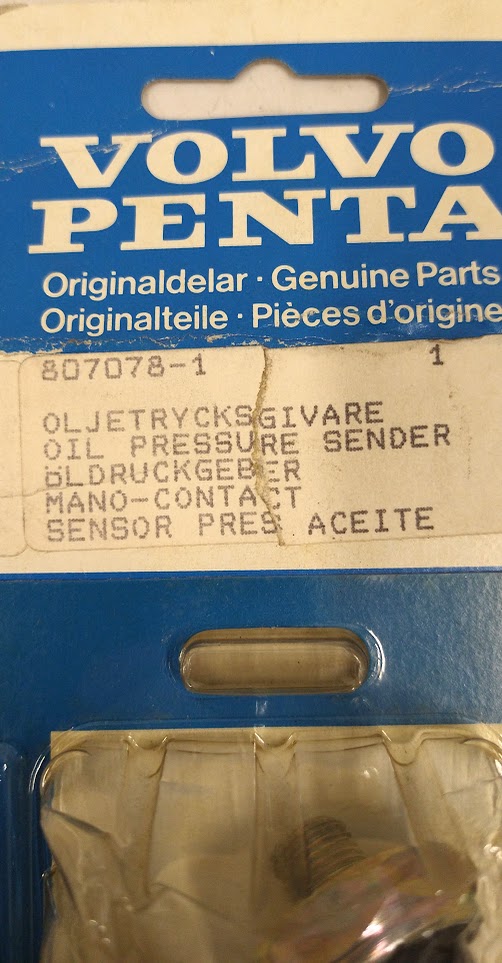 VOLVO
PENTA
Originaldelar · Genuine Parts
Originalteile · Pièces d'origine
807078-1 1
OLJETRYCKSGIVARE
OIL PRESSURE SENDER
ÖLDRUCKGEBER
MANO-CONTACT
SENSOR PRES ACEITE